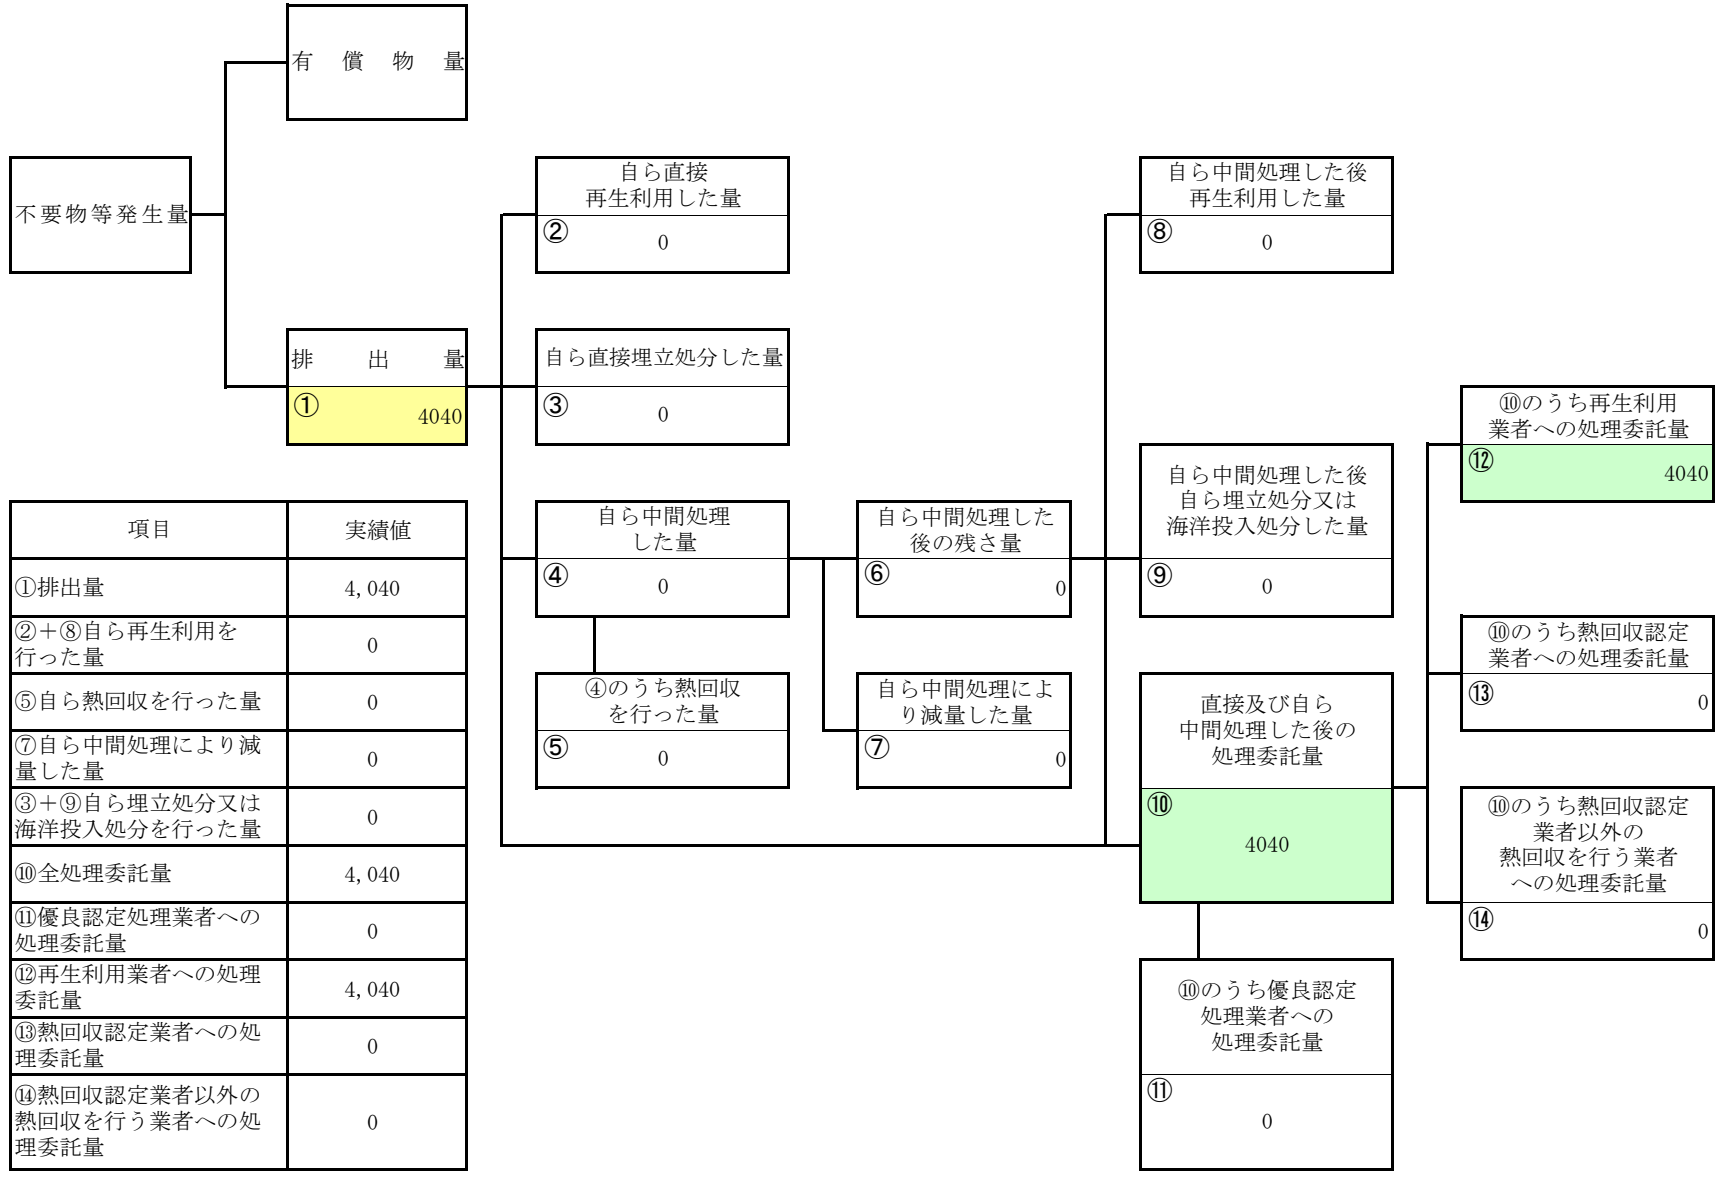 有償物量
不要物等発生量
自ら直接
再生利用した量
② 0
自ら中間処理した後
再生利用した量
⑧ 0
排出量
① 4040
自ら直接埋立処分した量
③ 0
⑩のうち再生利用
業者への処理委託量
⑫ 4040
自ら中間処理
した量
④ 0
自ら中間処理した
後の残さ量
⑥ 0
自ら中間処理した後
自ら埋立処分又は
海洋投入処分した量
⑨ 0
⑩のうち熱回収認定
業者への処理委託量
⑬ 0
④のうち熱回収
を行った量
⑤ 0
自ら中間処理によ
り減量した量
⑦ 0
直接及び自ら
中間処理した後の
処理委託量
⑩
4040
⑩のうち熱回収認定
業者以外の
熱回収を行う業者
への処理委託量
⑭ 0
⑩のうち優良認定
処理業者への
処理委託量
⑪
0
項目 実績値
①排出量 4,040
②＋⑧自ら再生利用を
行った量 0
⑤自ら熱回収を行った量 0
⑦自ら中間処理により減
量した量 0
③＋⑨自ら埋立処分又は
海洋投入処分を行った量 0
⑩全処理委託量 4,040
⑪優良認定処理業者への
処理委託量 0
⑫再生利用業者への処理
委託量 4,040
⑬熱回収認定業者への処
理委託量 0
⑭熱回収認定業者以外の
熱回収を行う業者への処
理委託量 0